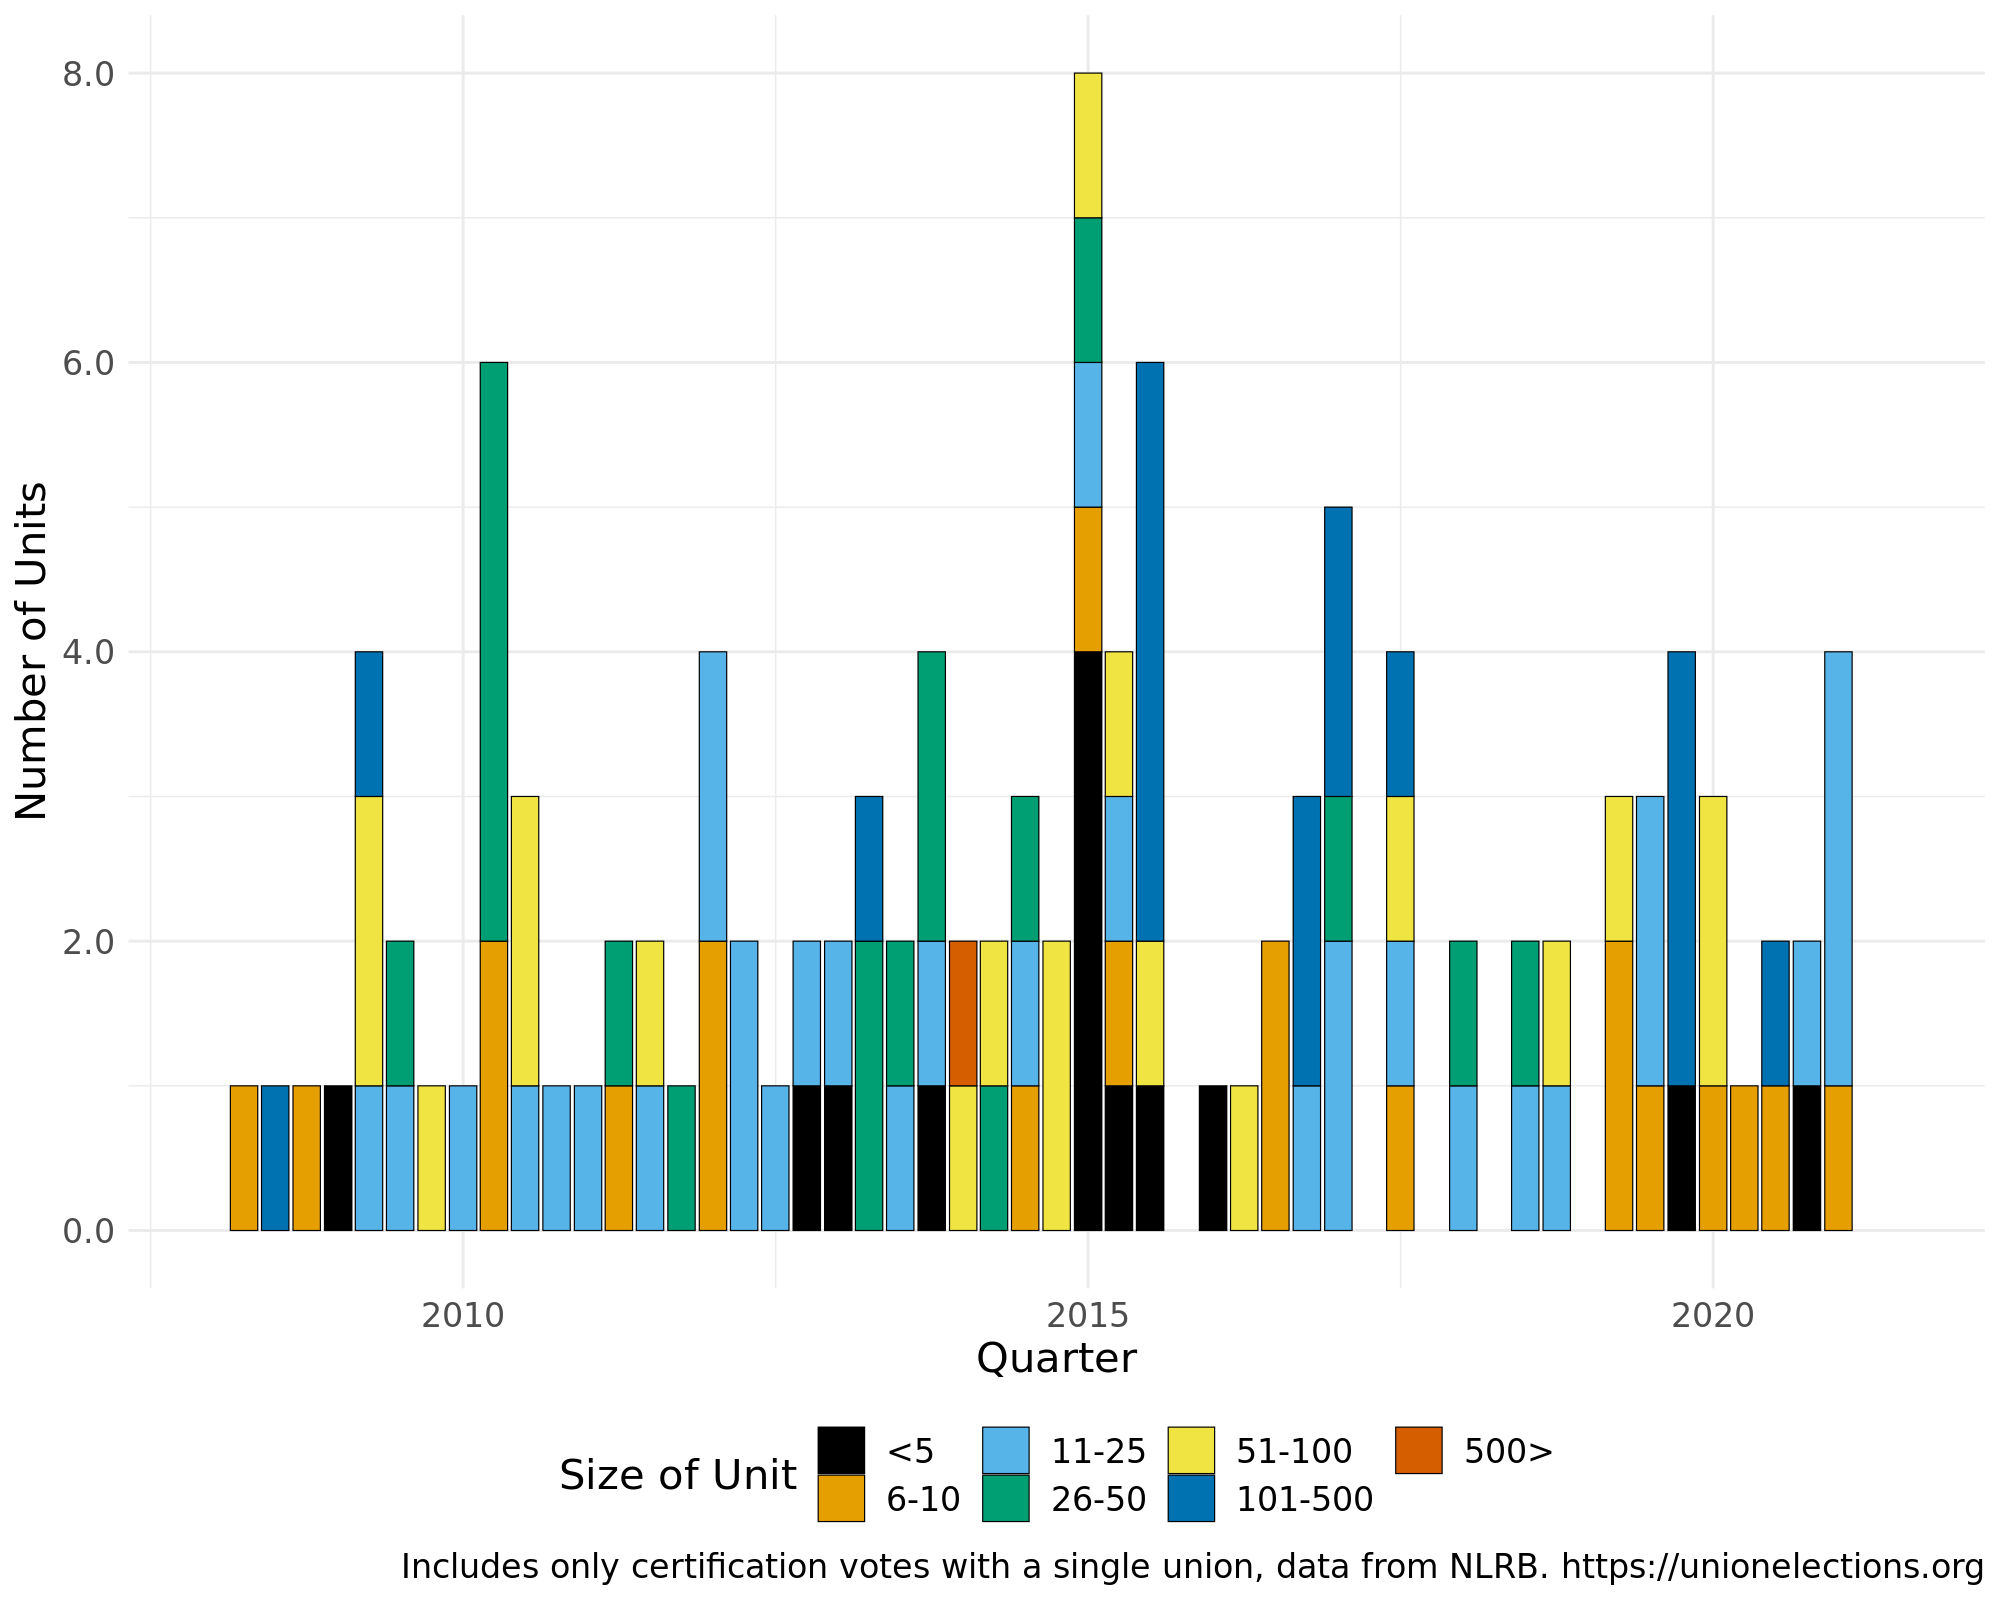 8.0
6.0
4.0
2.0
0.0
Number of Units
2010 2015 2020
Quarter
Size of Unit
<5 11-25 51-100 500>
6-10 26-50 101-500
Includes only certification votes with a single union, data from NLRB. https://unionelections.org